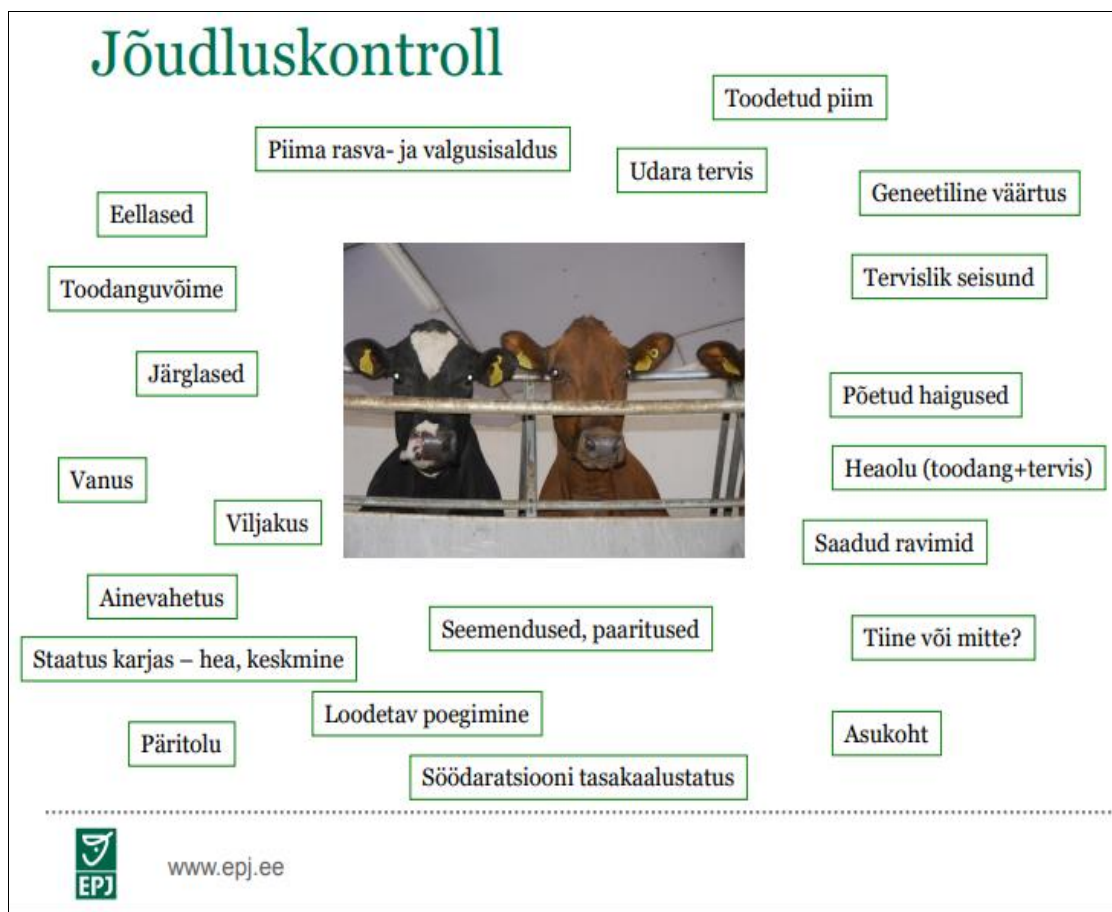 Jõudluskontroll
Toodetud piim
Piima rasva- ja valgusisaldus
Udara tervis
Geneetiline väärtus
Eellased
Tervislik seisund
Toodanguvõime
Järglased
Põetud haigused
Heaolu (toodang+tervis)
Vanus
Viljakus
Saadud ravimid
Ainevahetus
Seemendused, paaritused
Tiine või mitte?
Staatus karjas – hea, keskmine
Loodetav poegimine
Asukoht
Päritolu
Söödaratsiooni tasakaalustatus
EPJ
www.epj.ee